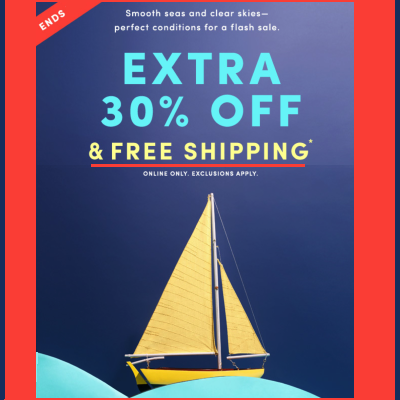 ENDS
Smooth seas and clear skies—
perfect conditions for a flash sale.
EXTRA
30% OFF
& FREE SHIPPING*
ONLINE ONLY. EXCLUSIONS APPLY.